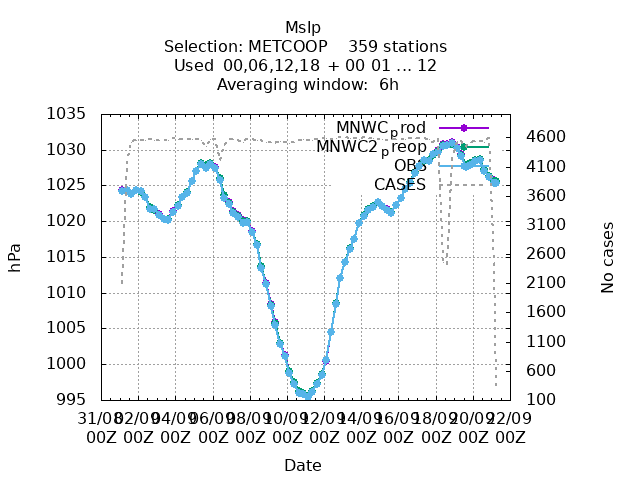 Mslp
Selection: METCOOP    359 stations
Used 00,06,12,18 + 00 01 ... 12
Averaging window:  6h
MNWC_prod
MNWC2_preop
OBS
CASES
1035
1030
1025
1020
1015
1010
1005
1000
995
hPa
4600
4100
3600
3100
2600
2100
1600
1100
600
100
No cases
31/08 02/09 04/09 06/09 08/09 10/09 12/09 14/09 16/09 18/09 20/09 22/09
00Z 00Z 00Z 00Z 00Z 00Z 00Z 00Z 00Z 00Z 00Z 00Z
Date